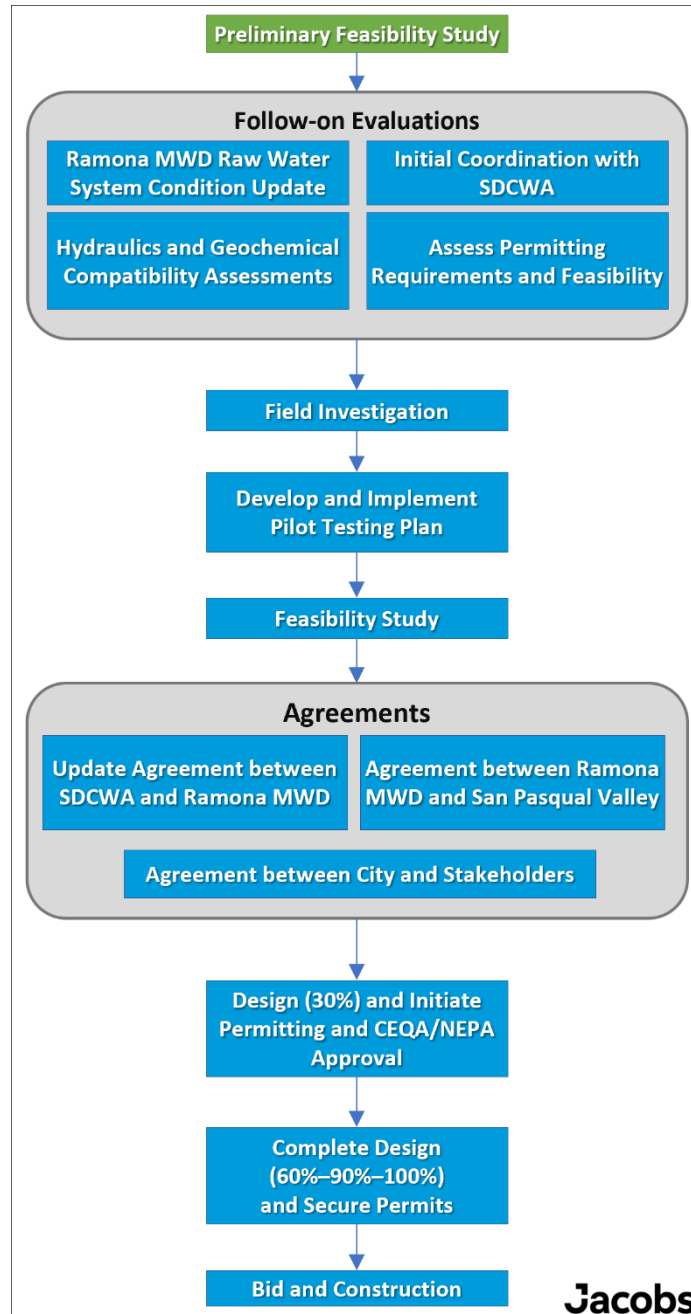 Preliminary Feasibility Study
Follow-on Evaluations
Ramona MWD Raw Water
System Condition Update
Initial Coordination with
SDCWA
Hydraulics and Geochemical
Compatibility Assessments
Assess Permitting
Requirements and Feasibility
Field Investigation
Develop and Implement
Pilot Testing Plan
Feasibility Study
Agreements
Update Agreement between
SDCWA and Ramona MWD
Agreement between Ramona
MWD and San Pasqual Valley
Agreement between City and Stakeholders
Design (30%) and Initiate
Permitting and CEQA/NEPA
Approval
Complete Design
(60%–90%–100%)
and Secure Permits
Bid and Construction
Jacobs